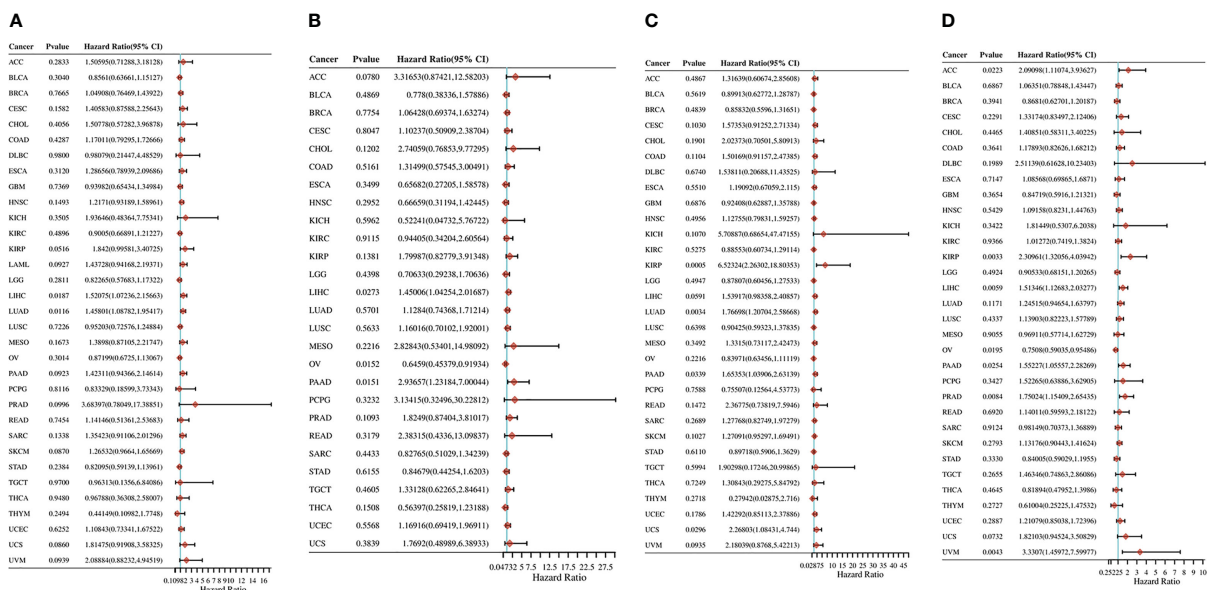 A
Cancer Pvalue Hazard Ratio(95% CI)
ACC 0.2833 1.50595(0.71288,3.18128)
BLCA 0.3040 0.8561(0.63661,1.15127)
BRCA 0.7665 1.04908(0.76469,1.43922)
CESC 0.1582 1.40583(0.87588,2.25643)
CHOL 0.4056 1.50778(0.57282,3.96878)
COAD 0.4287 1.17011(0.79295,1.72666)
DLBC 0.9800 0.98079(0.21447,4.48529)
ESCA 0.3120 1.28656(0.78939,2.09686)
GBM 0.7369 0.93982(0.65434,1.34984)
HNSC 0.1493 1.2171(0.93189,1.58961)
KICH 0.3505 1.93646(0.48364,7.75341)
KIRC 0.4896 0.9005(0.66891,1.21227)
KIRP 0.0516 1.842(0.99581,3.40725)
LAML 0.0927 1.43728(0.94168,2.19371)
LGG 0.2811 0.82265(0.57683,1.17322)
LIHC 0.0187 1.52075(1.07236,2.15663)
LUAD 0.0116 1.45801(1.08782,1.95417)
LUSC 0.7226 0.95203(0.72576,1.24884)
MESO 0.1673 1.3898(0.87105,2.21747)
OV 0.3014 0.87199(0.6725,1.13067)
PAAD 0.0923 1.42311(0.94366,2.14614)
PCPG 0.8116 0.83329(0.18599,3.73343)
PRAD 0.0996 3.68397(0.78049,17.38851)
READ 0.7454 1.14146(0.51361,2.53683)
SARC 0.1338 1.35423(0.91106,2.01296)
SKCM 0.0870 1.26532(0.9664,1.65669)
STAD 0.2384 0.82095(0.59139,1.13961)
TGCT 0.9700 0.96313(0.1356,6.84086)
THCA 0.9480 0.96788(0.36308,2.58007)
THYM 0.2494 0.44149(0.10982,1.7748)
UCEC 0.6252 1.10843(0.73341,1.67522)
UCS 0.0860 1.81475(0.91908,3.58325)
UVM 0.0939 2.08884(0.88232,4.94519)
0.10982 3 4 5 6 7 8 9 10 12 14 16
Hazard Ratio
B
Cancer Pvalue Hazard Ratio(95% CI)
ACC 0.0780 3.31653(0.87421,12.58203)
BLCA 0.4869 0.778(0.38336,1.57886)
BRCA 0.7754 1.06428(0.69374,1.63274)
CESC 0.8047 1.10237(0.50909,2.38704)
CHOL 0.1202 2.74059(0.76853,9.77295)
COAD 0.5161 1.31499(0.57545,3.00491)
ESCA 0.3499 0.65682(0.27205,1.58578)
HNSC 0.2952 0.66659(0.31194,1.42445)
KICH 0.5962 0.52241(0.04732,5.76722)
KIRC 0.9115 0.94405(0.34204,2.60564)
KIRP 0.1381 1.79987(0.82779,3.91348)
LGG 0.4398 0.70633(0.29238,1.70636)
LIHC 0.0273 1.45006(1.04254,2.01687)
LUAD 0.5701 1.1284(0.74368,1.71214)
LUSC 0.5633 1.16016(0.70102,1.92001)
MESO 0.2216 2.82843(0.53401,14.98092)
OV 0.0152 0.6459(0.45379,0.91934)
PAAD 0.0151 2.93657(1.23184,7.00044)
PCPG 0.3232 3.13415(0.32496,30.22812)
PRAD 0.1093 1.8249(0.87404,3.81017)
READ 0.3179 2.38315(0.4336,13.09837)
SARC 0.4433 0.82765(0.51029,1.34239)
STAD 0.6155 0.84679(0.44254,1.6203)
TGCT 0.4605 1.33128(0.62265,2.84641)
THCA 0.1508 0.56397(0.25819,1.23188)
UCEC 0.5568 1.16916(0.69419,1.96911)
UCS 0.3839 1.7692(0.48989,6.38933)
0.04732.5 5 7.5 12.5 17.5 22.5 27.5
Hazard Ratio
C
Cancer Pvalue Hazard Ratio(95% CI)
ACC 0.4867 1.31639(0.60674,2.85608)
BLCA 0.5619 0.89913(0.62772,1.28787)
BRCA 0.4839 0.85832(0.5596,1.31651)
CESC 0.1030 1.57353(0.91252,2.71334)
CHOL 0.1901 2.02373(0.70501,5.80913)
COAD 0.1104 1.50169(0.91157,2.47385)
DLBC 0.6740 1.53811(0.20688,11.43525)
ESCA 0.5510 1.19092(0.67059,2.115)
GBM 0.6876 0.92408(0.62887,1.35788)
HNSC 0.4956 1.12755(0.79831,1.59257)
KICH 0.1070 5.70887(0.68654,47.47155)
KIRC 0.5275 0.88553(0.60734,1.29114)
KIRP 0.0005 6.52324(2.26302,18.80353)
LGG 0.4947 0.87807(0.60456,1.27533)
LIHC 0.0591 1.53917(0.98358,2.40857)
LUAD 0.0034 1.76698(1.20704,2.58668)
LUSC 0.6398 0.90425(0.59323,1.37835)
MESO 0.3492 1.3315(0.73117,2.42473)
OV 0.2216 0.83971(0.63456,1.11119)
PAAD 0.0339 1.65353(1.03906,2.63139)
PCPG 0.7588 0.75507(0.12564,4.53773)
READ 0.1472 2.36775(0.73819,7.5946)
SARC 0.2689 1.27768(0.82749,1.97279)
SKCM 0.1027 1.27091(0.95297,1.69491)
STAD 0.6110 0.89718(0.5906,1.3629)
TGCT 0.5994 1.90298(0.17246,20.99865)
THCA 0.7249 1.30843(0.29275,5.84792)
THYM 0.2718 0.27942(0.02875,2.716)
UCEC 0.1786 1.42292(0.85113,2.37886)
UCS 0.0296 2.26803(1.08431,4.744)
UVM 0.0935 2.18039(0.8768,5.42213)
0.02875 10 15 20 25 30 35 40 45
Hazard Ratio
D
Cancer Pvalue Hazard Ratio(95% CI)
ACC 0.0223 2.09098(1.11074,3.93627)
BLCA 0.6867 1.06351(0.78848,1.43447)
BRCA 0.3941 0.8681(0.62701,1.20187)
CESC 0.2291 1.33174(0.83497,2.12406)
CHOL 0.4465 1.40851(0.58311,3.40225)
COAD 0.3641 1.17893(0.82626,1.68212)
DLBC 0.1989 2.51139(0.61628,10.23403)
ESCA 0.7147 1.08568(0.69865,1.6871)
GBM 0.3654 0.84719(0.5916,1.21321)
HNSC 0.5429 1.09158(0.8231,1.44763)
KICH 0.3422 1.81449(0.5307,6.2038)
KIRC 0.9366 1.01272(0.7419,1.3824)
KIRP 0.0033 2.30961(1.32056,4.03942)
LGG 0.4924 0.90533(0.68151,1.20265)
LIHC 0.0059 1.51346(1.12683,2.03277)
LUAD 0.1171 1.24515(0.94654,1.63797)
LUSC 0.4337 1.13903(0.82223,1.57789)
MESO 0.9055 0.96911(0.57714,1.62729)
OV 0.0195 0.7508(0.59035,0.95486)
PAAD 0.0254 1.55227(1.05557,2.28269)
PCPG 0.3427 1.52265(0.63886,3.62905)
PRAD 0.0084 1.75024(1.15409,2.6543)
READ 0.6920 1.14011(0.59593,2.18122)
SARC 0.9124 0.98149(0.70373,1.36889)
SKCM 0.2793 1.13176(0.90443,1.41624)
STAD 0.3330 0.84005(0.59029,1.1955)
TGCT 0.2655 1.46346(0.74863,2.86086)
THCA 0.4645 0.81894(0.47952,1.3986)
THYM 0.2727 0.61004(0.25225,1.47532)
UCEC 0.2887 1.21079(0.85038,1.72396)
UCS 0.0732 1.82103(0.94524,3.50829)
UVM 0.0043 3.3307(1.45972,7.59977)
0.25225 2 3 4 5 6 7 8 9 10
Hazard Ratio